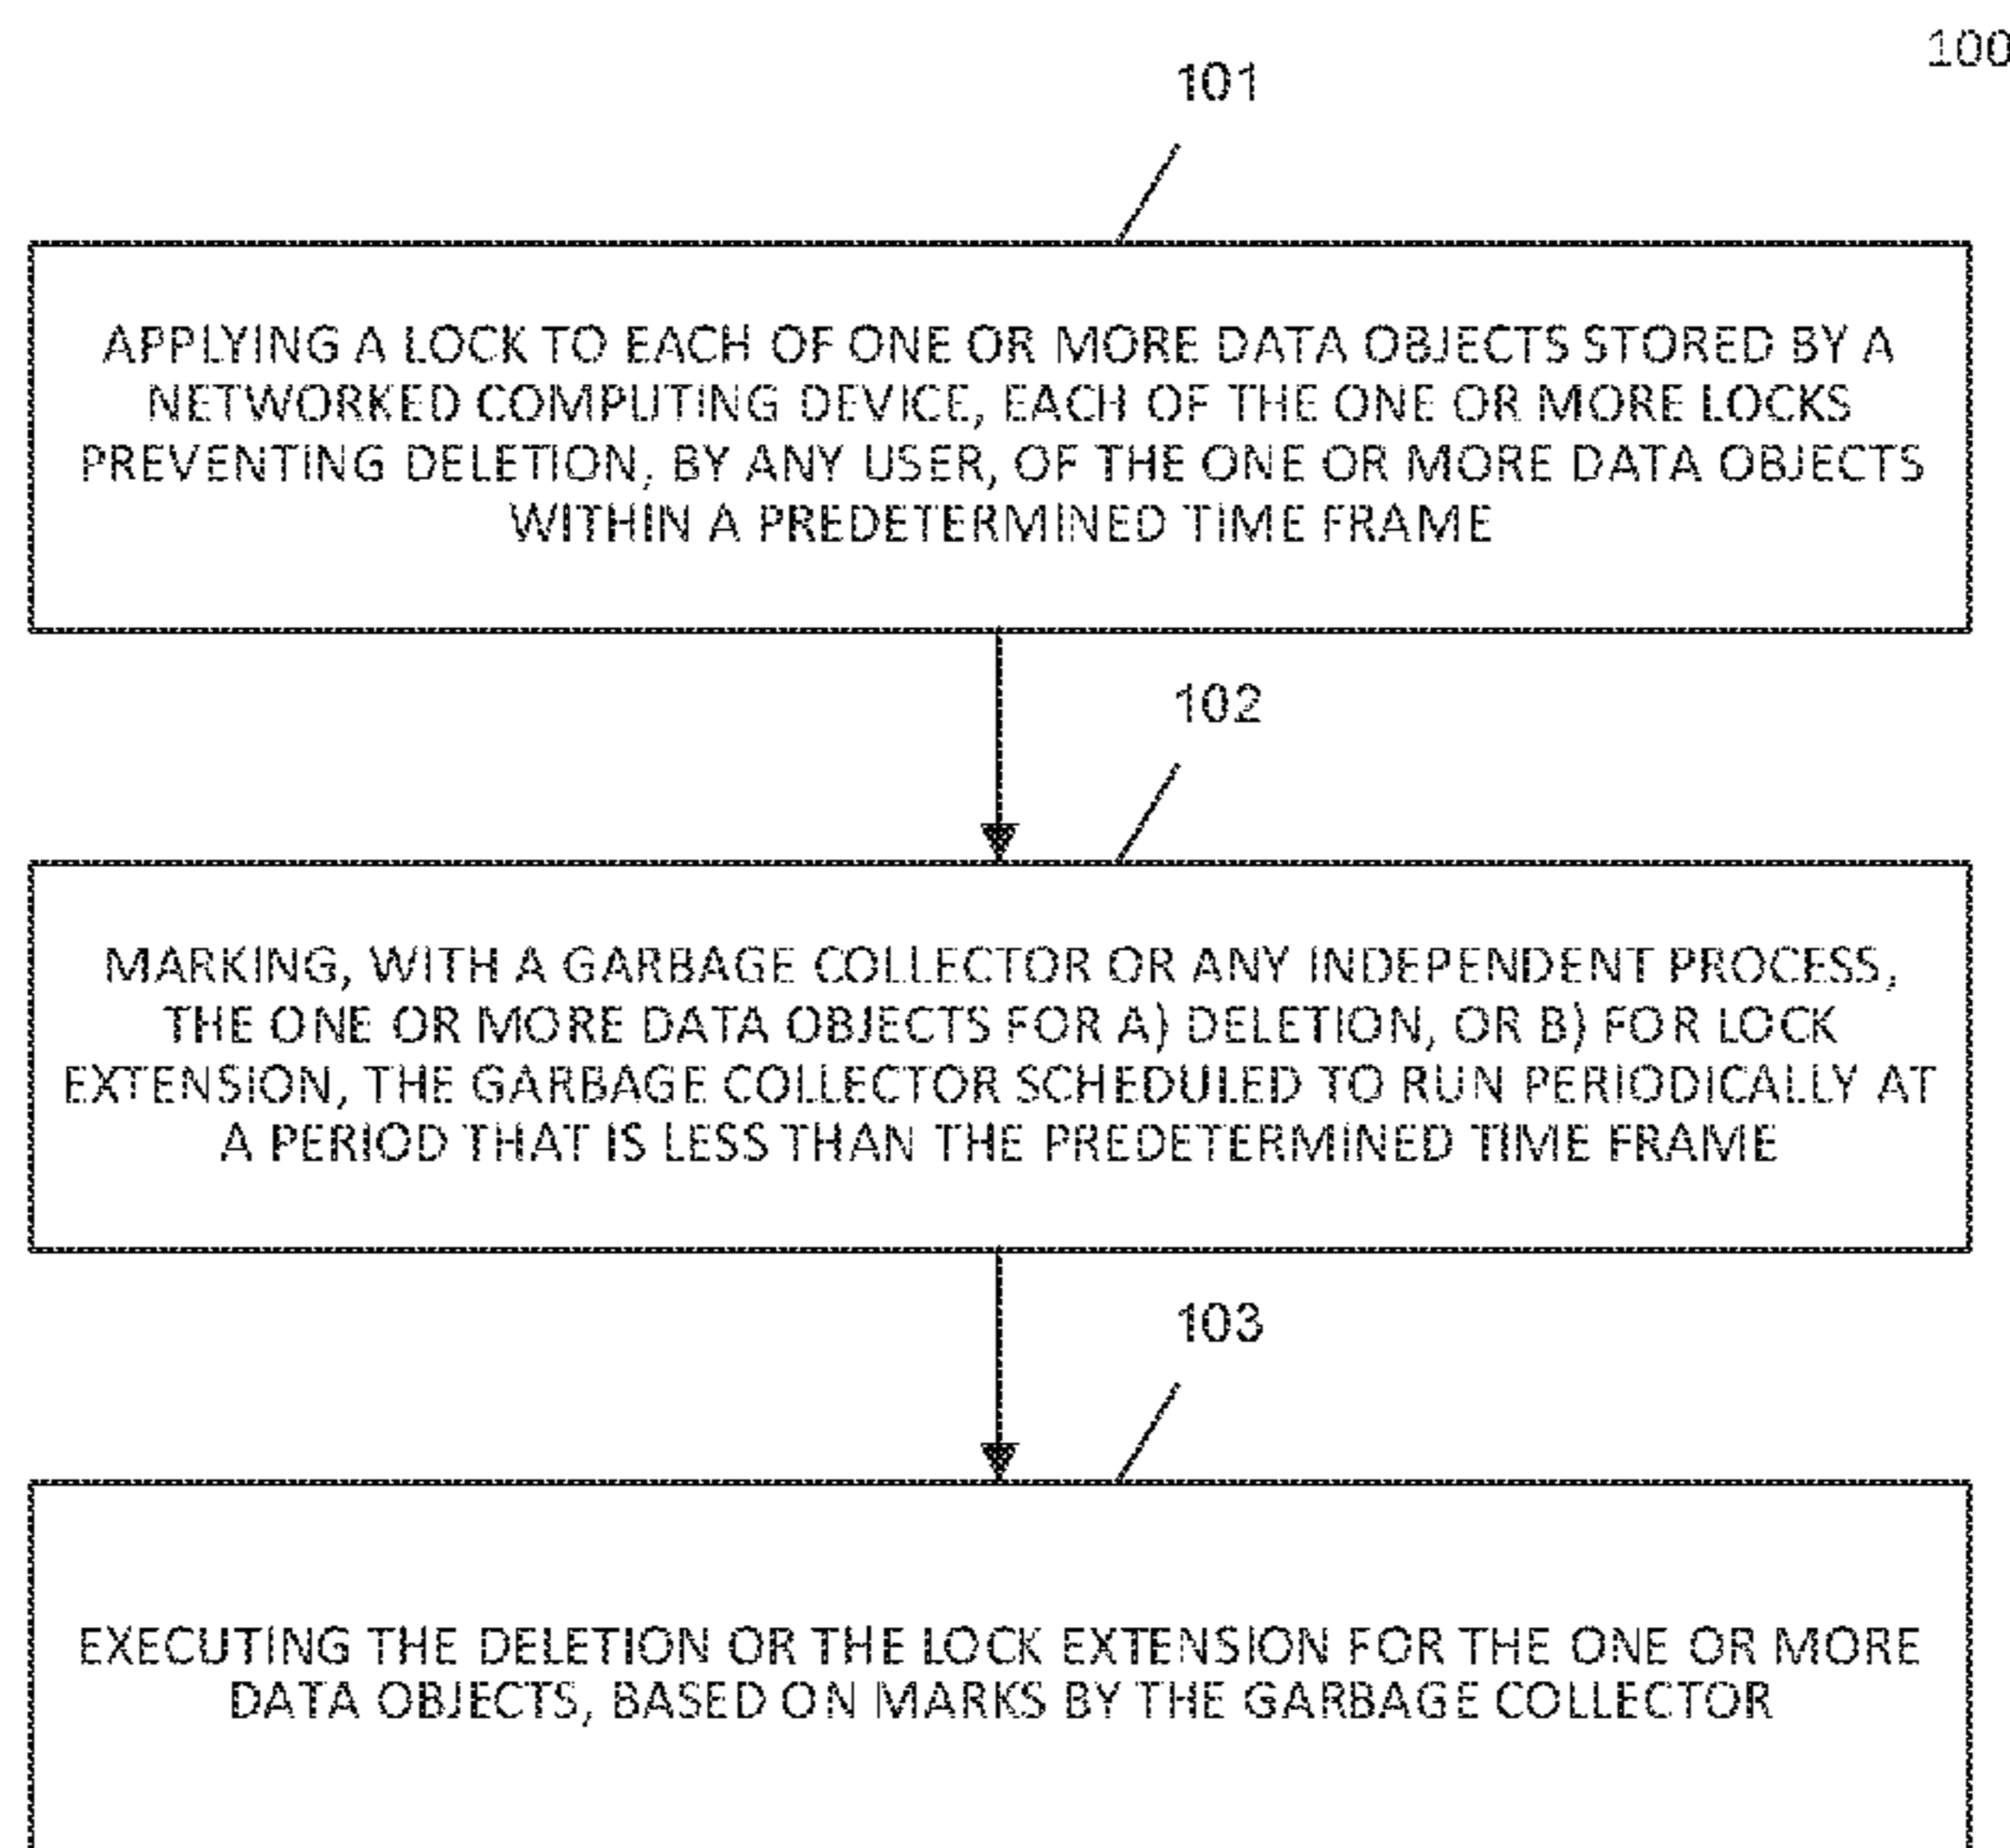 100
101
APPLYING A LOCK TO EACH OF ONE OR MORE DATA OBJECTS STORED BY A
NETWORKED COMPUTING DEVICE, EACH OF THE ONE OR MORE LOCKS
PREVENTING DELETION, BY ANY USER, OF THE ONE OR MORE DATA OBJECTS
WITHIN A PREDETERMINED TIME FRAME
102
MARKING, WITH A GARBAGE COLLECTOR OR ANY INDEPENDENT PROCESS,
THE ONE OR MORE DATA OBJECTS FOR A) DELETION, OR B) FOR LOCK
EXTENSION, THE GARBAGE COLLECTOR SCHEDULED TO RUN PERIODICALLY AT
A PERIOD THAT IS LESS THAN THE PREDETERMINED TIME FRAME
103
EXECUTING THE DELETION OR THE LOCK EXTENSION FOR THE ONE OR MORE
DATA OBJECTS, BASED ON MARKS BY THE GARBAGE COLLECTOR